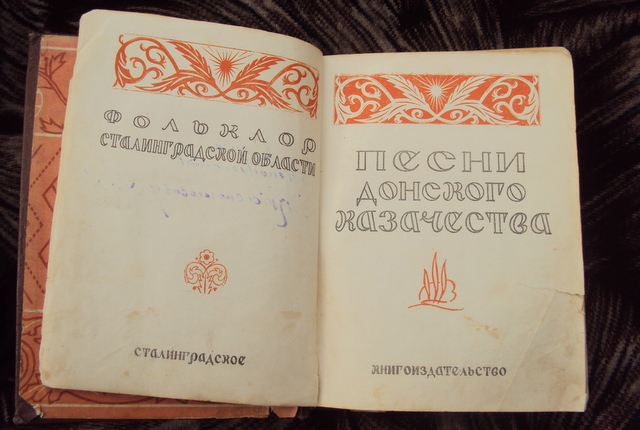 ФОЛЬКЛОР
СТАЛИНГРАДСКОЙ ОБЛАСТИ
СТАЛИНГРАДСКОЕ
ПЕСНИ
ДОНСКОГО
КАЗАЧЕСТВА
КНИГОИЗДАТЕЛЬСТВО